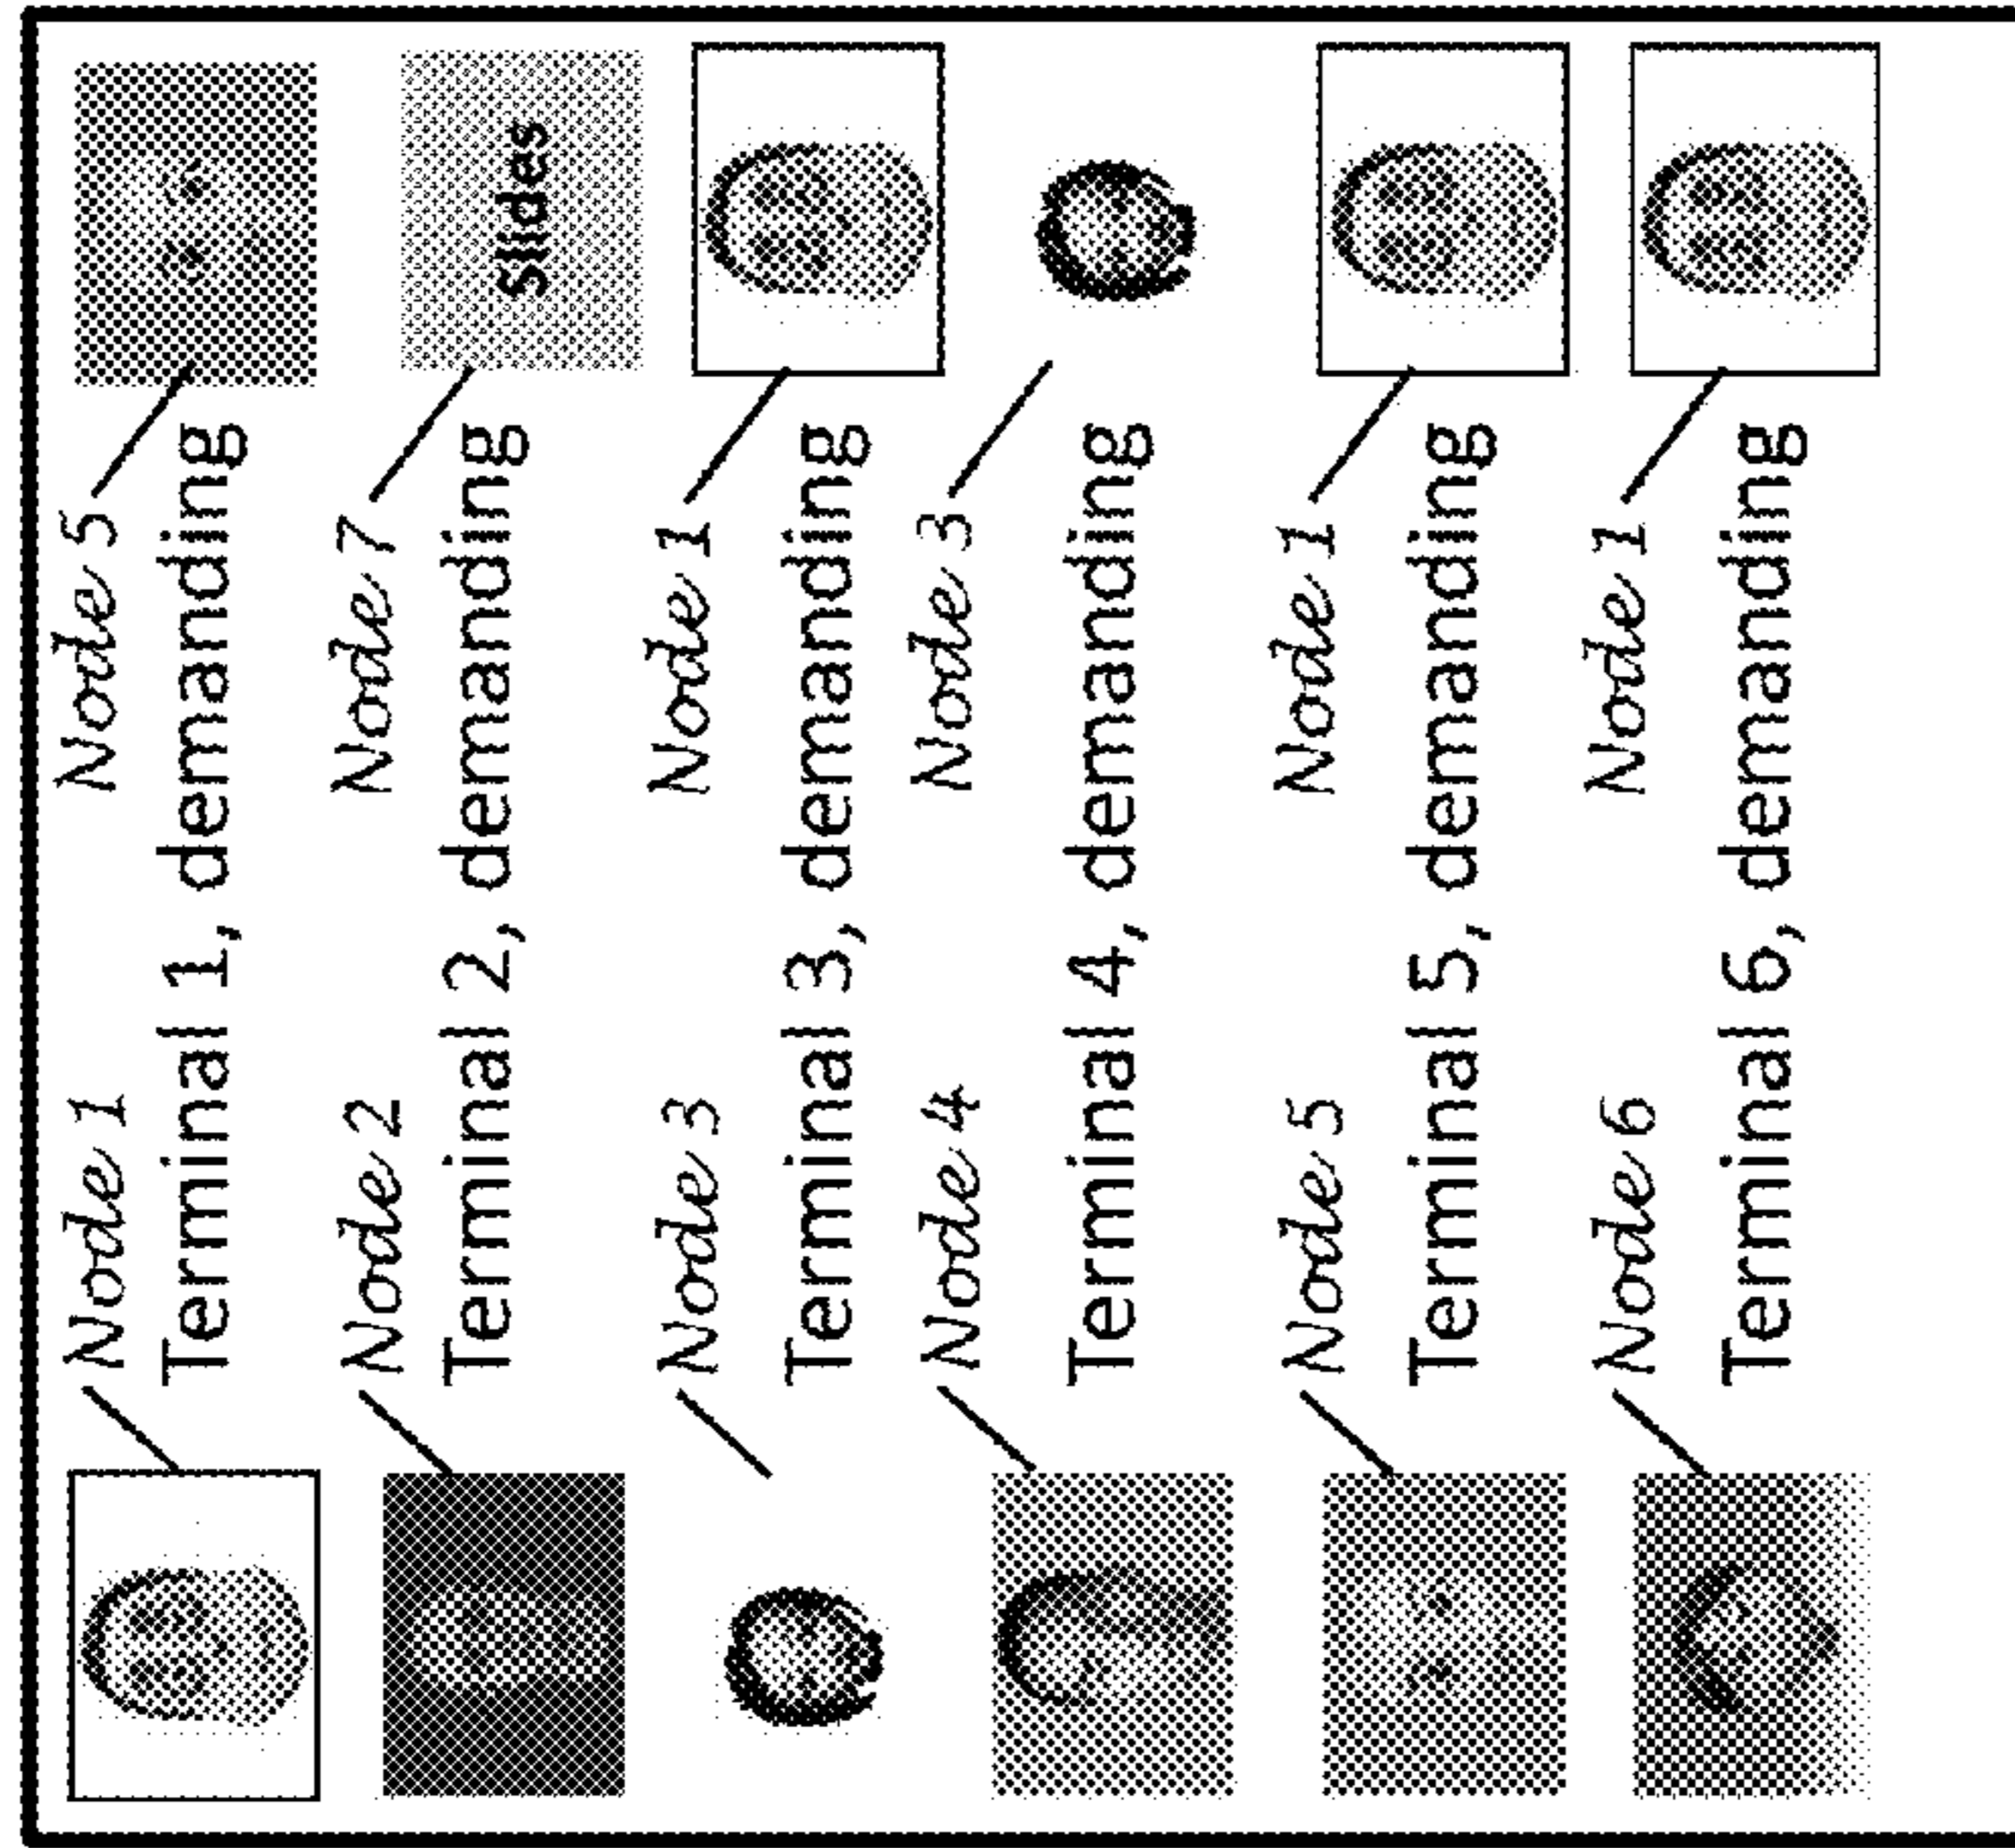 Node 1 Node 5
Terminal 1, demanding
Node 2 Node 7
Terminal 2, demanding
Slides
Node 3 Node 1
Terminal 3, demanding
Node 4 Node 3
Terminal 4, demanding
Node 5 Node 1
Terminal 5, demanding
Node 6 Node 1
Terminal 6, demanding